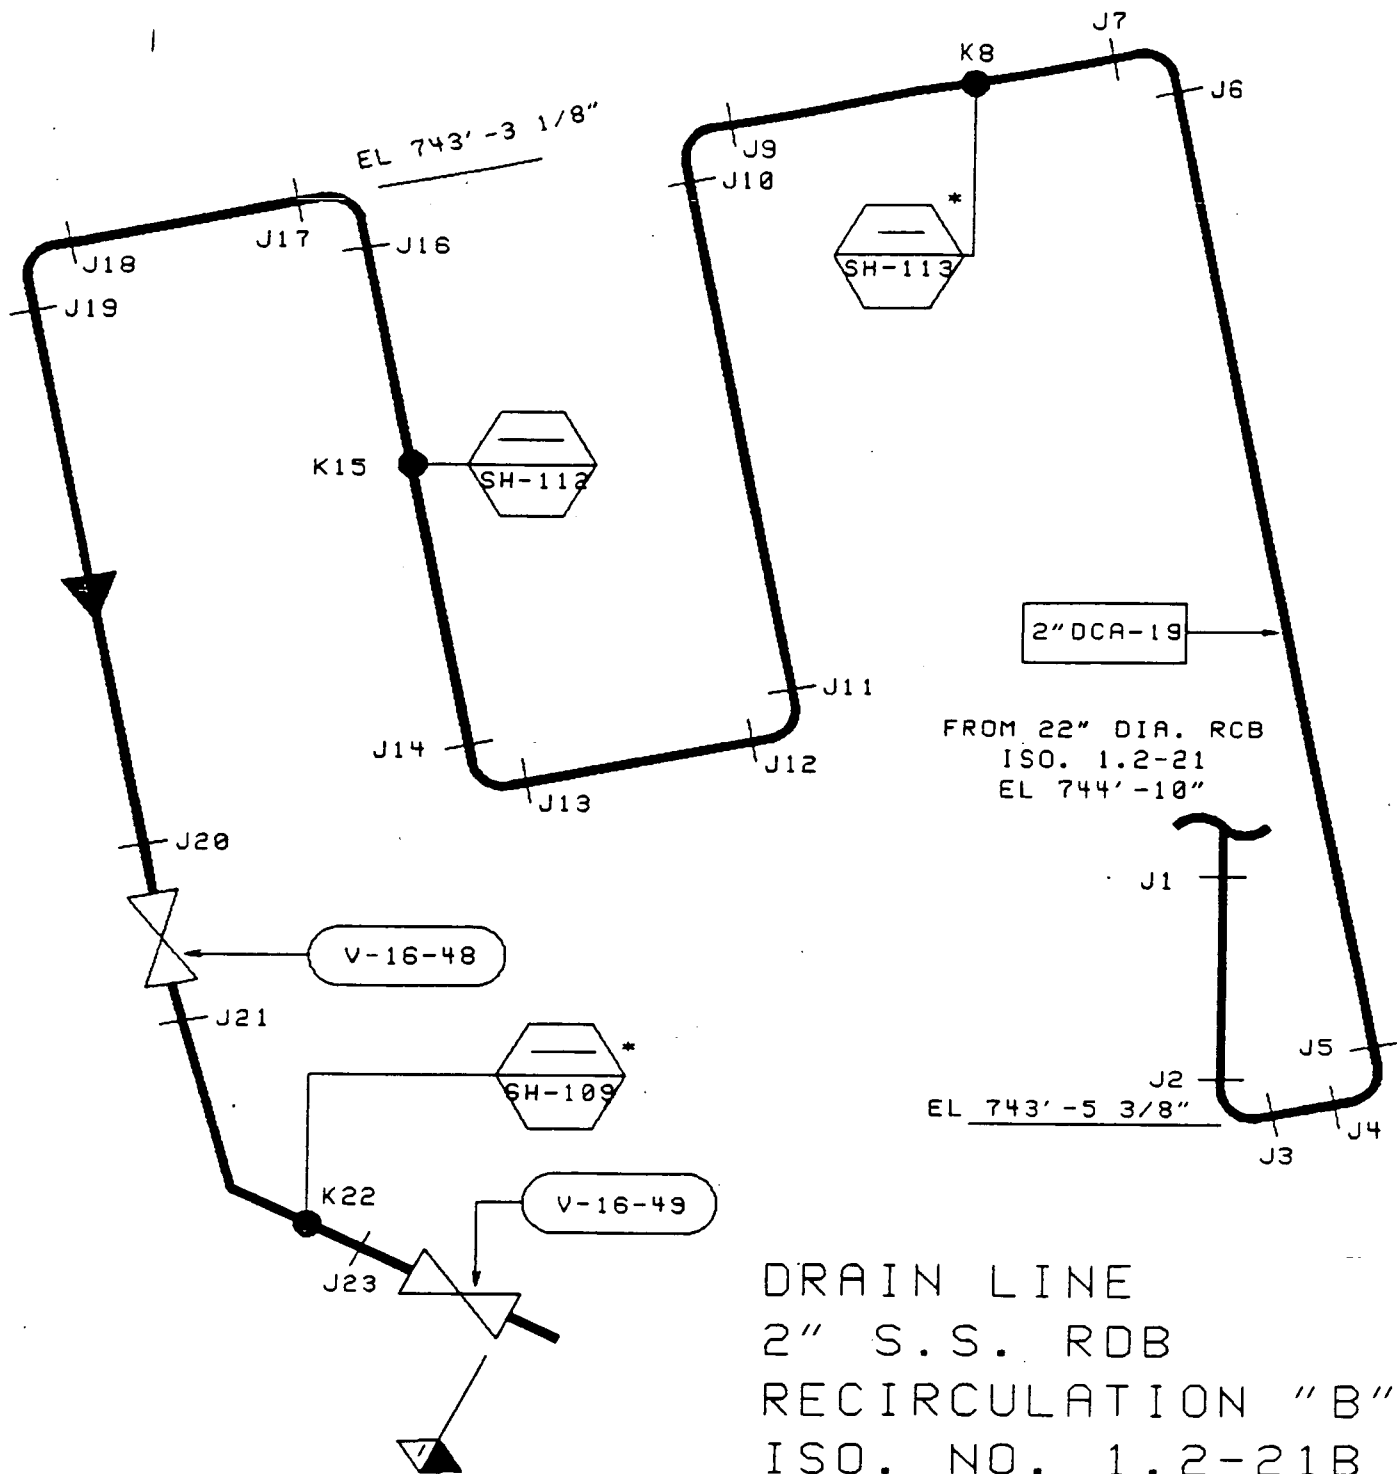 J7
K8
J6
EL 743'-3 1/8"
J9
J10
*
J17
J16
J18
SH-113
J19
K15
SH-112
2"DCA-19
J11
FROM 22" DIA. RCB
ISO. 1.2-21
EL 744'-10"
J14
J12
J13
J20
J1
V-16-48
J21
*
J5
J2
SH-109
EL 743'-5 3/8"
J4
J3
K22
V-16-49
J23
DRAIN LINE
2" S.S. RDB
RECIRCULATION "B"
ISO. NO. 1.2-21B